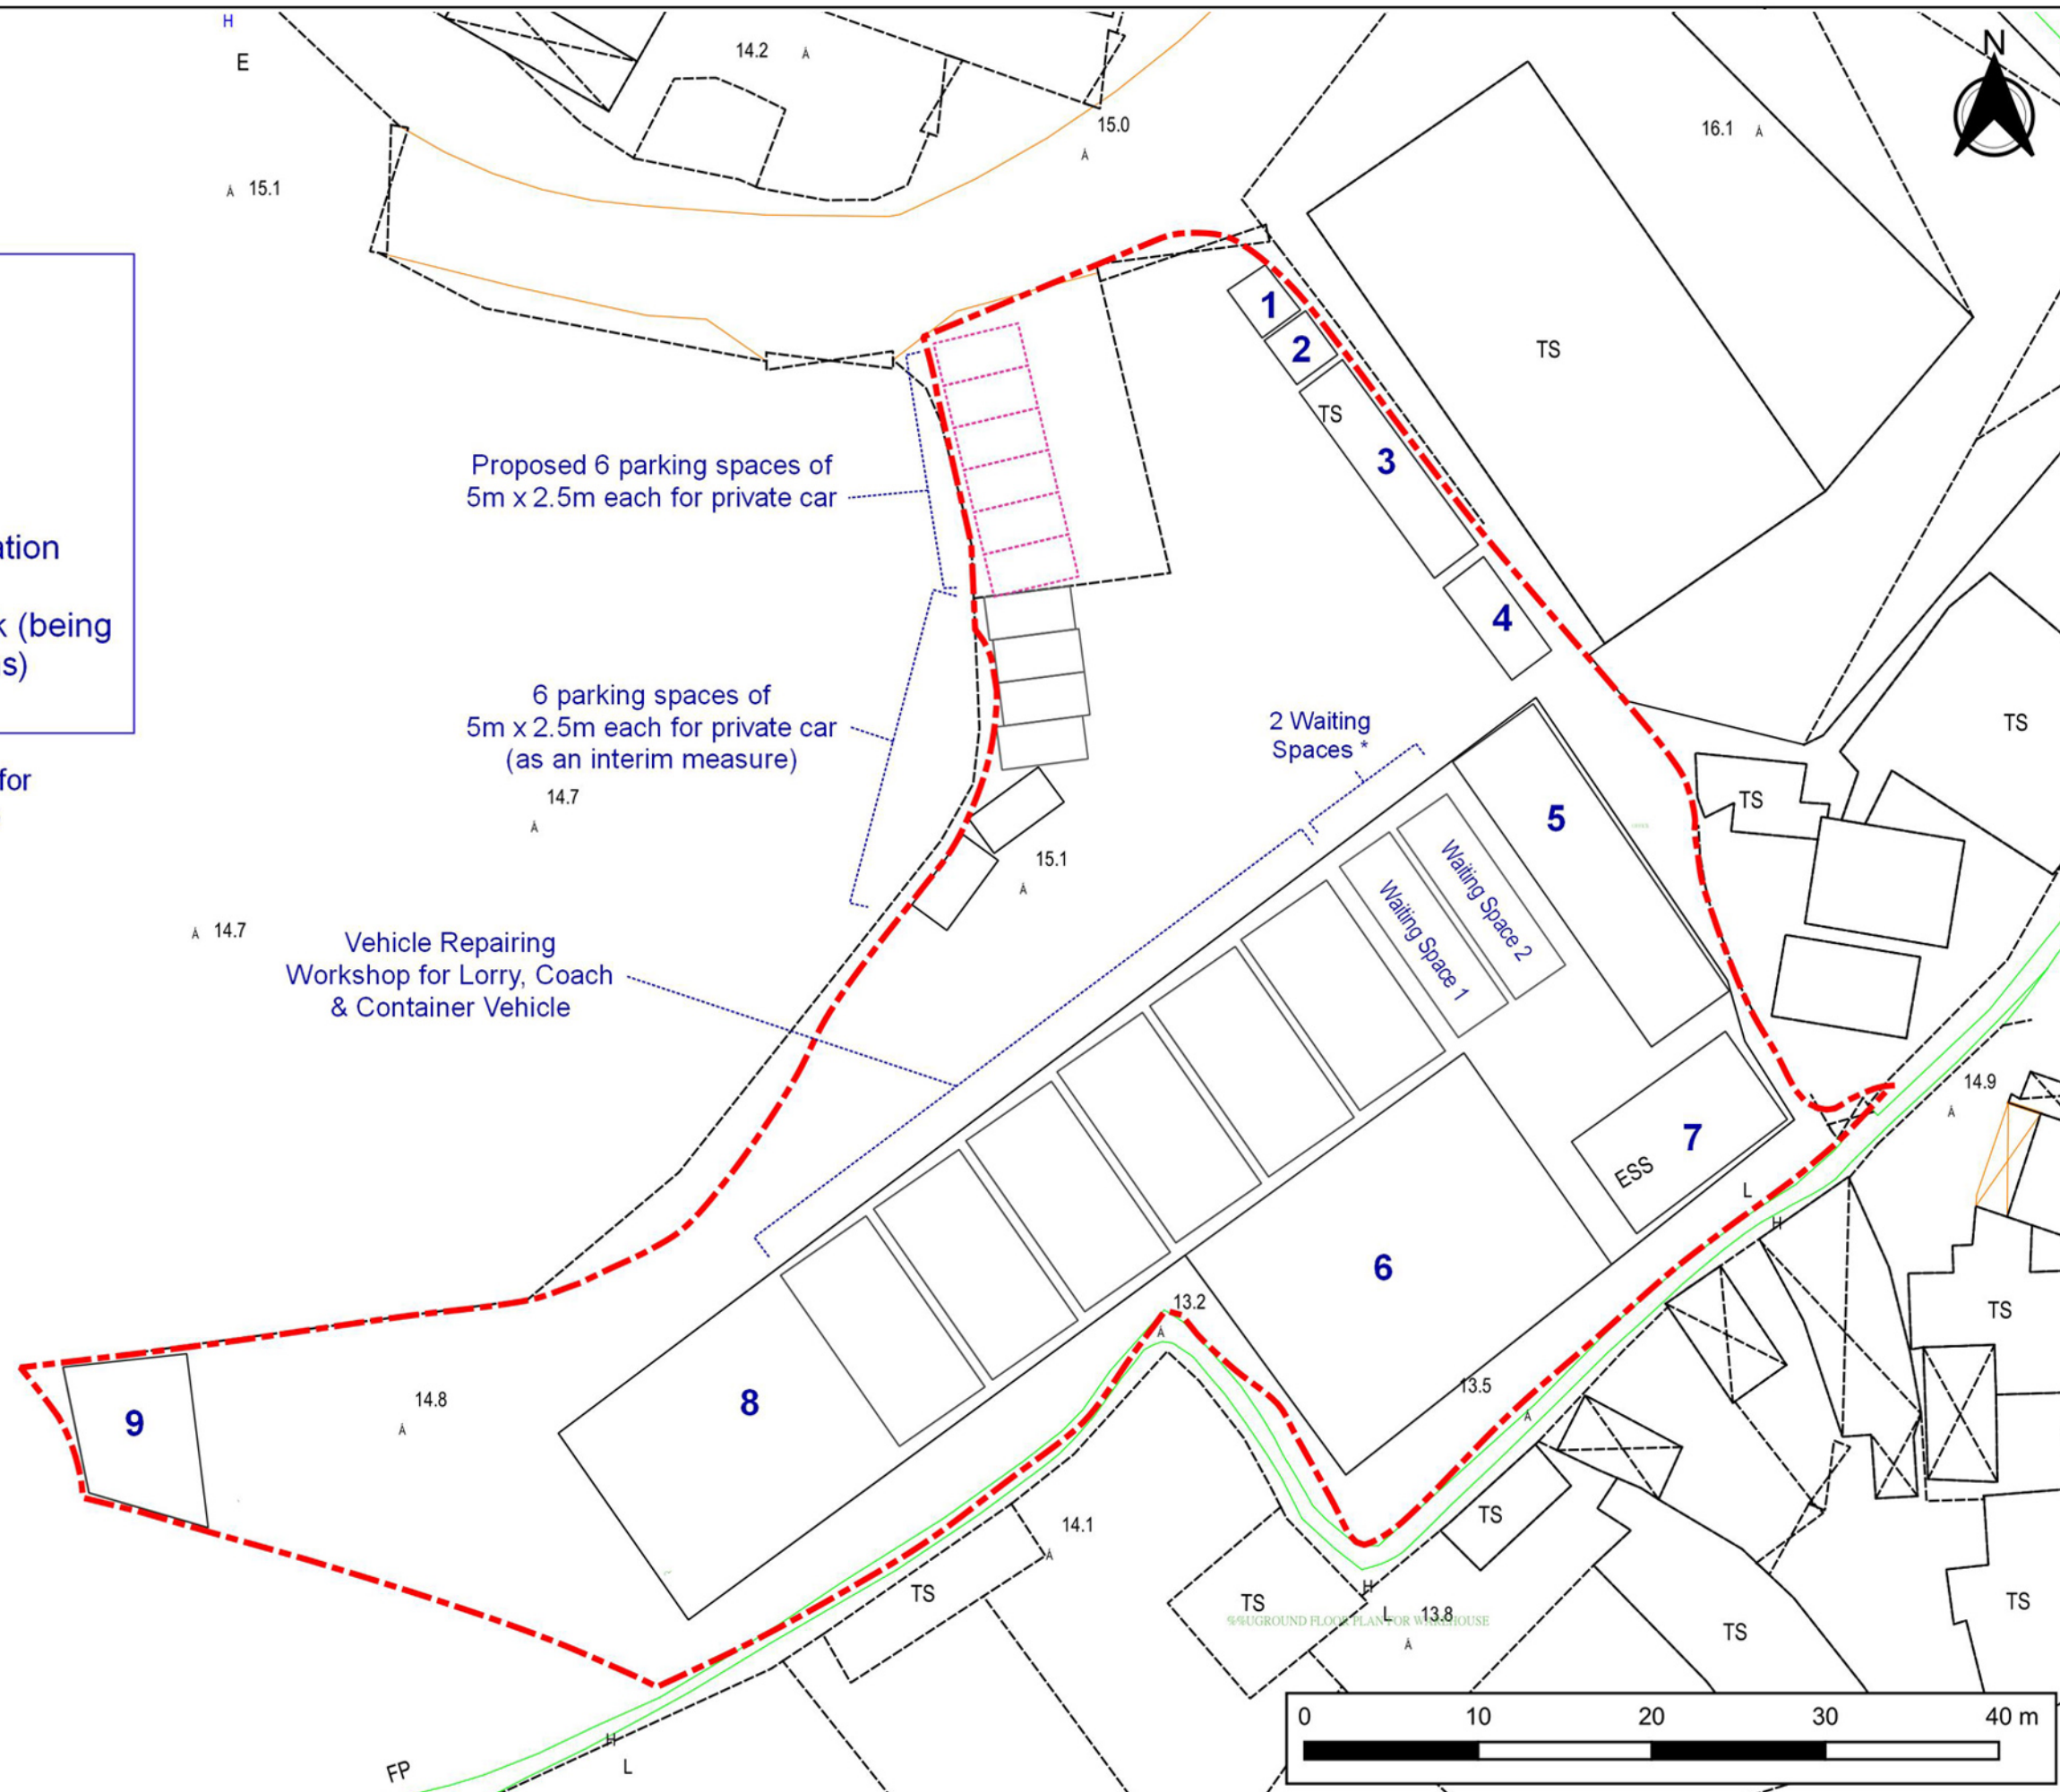 H
E
14.2
15.0
16.1
N
15.1
1
2
TS
TS
3
Proposed 6 parking spaces of
5m x 2.5m each for private car
ation
k (being
s)
for
4
6 parking spaces of
5m x 2.5m each for private car
(as an interim measure)
2 Waiting
Spaces *
TS
TS
14.7
5
15.1
Waiting Space 1
Waiting Space 2
14.7
Vehicle Repairing
Workshop for Lorry, Coach
& Container Vehicle
14.9
7
ESS
L
H
6
13.2
TS
13.5
14.8
8
9
14.1
TS
TS
TS
H
L 13.8
%%UGROUND FLOOR PLAN FOR WAREHOUSE
TS
TS
H
L
FP
0 10 20 30 40 m